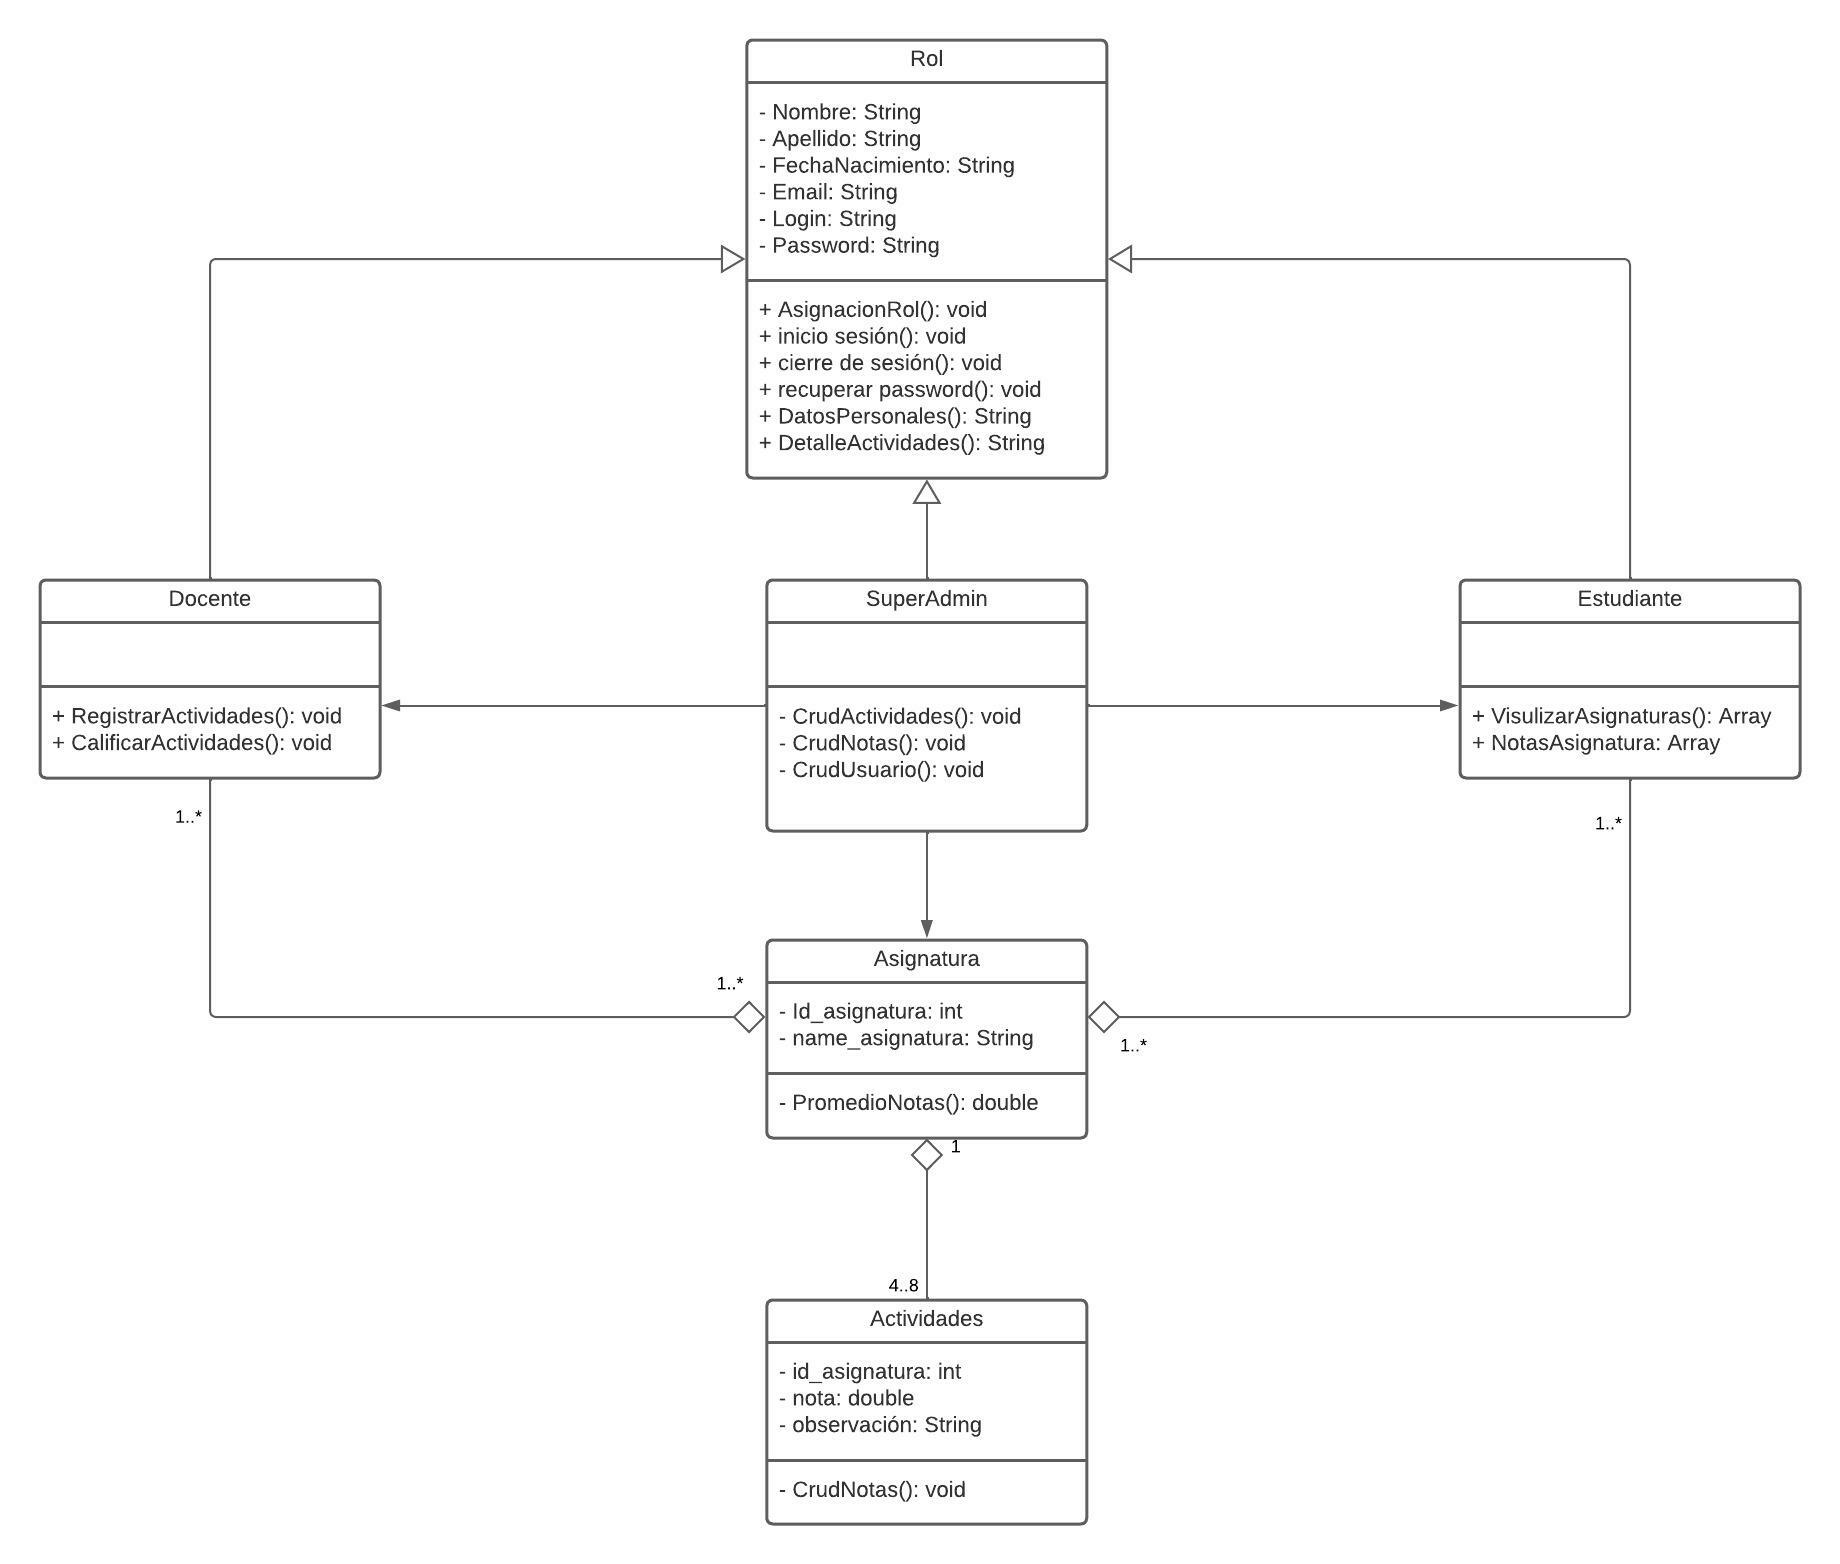 Rol
- Nombre: String
- Apellido: String
- FechaNacimiento: String
- Email: String
- Login: String
- Password: String
+ AsignacionRol(): void
+ inicio sesión(): void
+ cierre de sesión(): void
+ recuperar password(): void
+ DatosPersonales(): String
+ DetalleActividades(): String
Docente
+ RegistrarActividades(): void
+ CalificarActividades(): void
SuperAdmin
- CrudActividades(): void
- CrudNotas(): void
- CrudUsuario(): void
Estudiante
+ VisulizarAsignaturas(): Array
+ NotasAsignatura: Array
1..*
1..*
1..*
Asignatura
- Id_asignatura: int
- name_asignatura: String
- PromedioNotas(): double
1..*
1
4..8
Actividades
- id_asignatura: int
- nota: double
- observación: String
- CrudNotas(): void